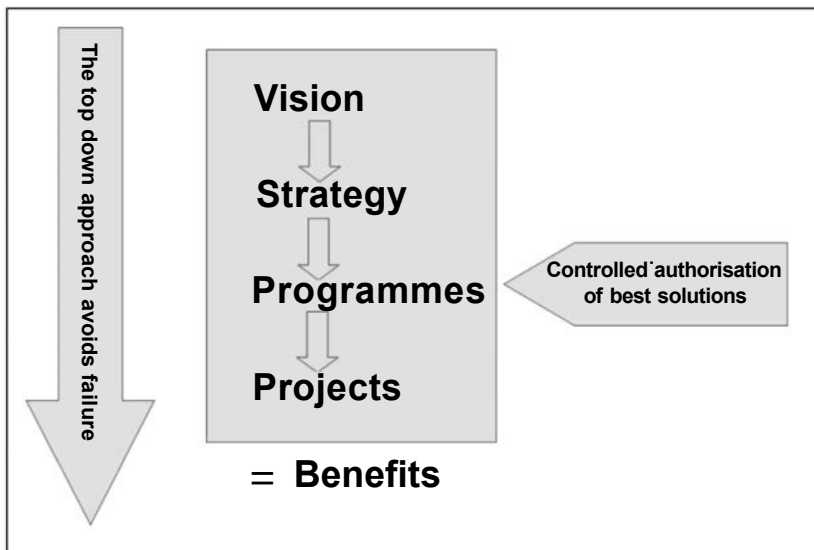 The top down approach avoids failure
Vision
Strategy
Programmes
Projects
= Benefits
Controlled authorisation
of best solutions